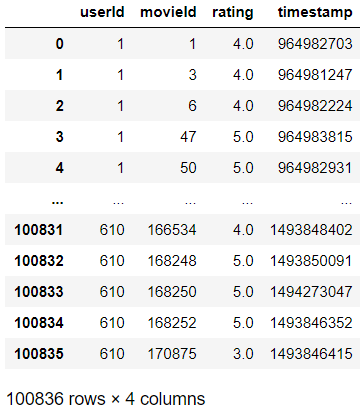 userId movieId rating timestamp
0 1 1 4.0 964982703
1 1 3 4.0 964981247
2 1 6 4.0 964982224
3 1 47 5.0 964983815
4 1 50 5.0 964982931
... ... ... ... ...
100831 610 166534 4.0 1493848402
100832 610 168248 5.0 1493850091
100833 610 168250 5.0 1494273047
100834 610 168252 5.0 1493846352
100835 610 170875 3.0 1493846415
100836 rows × 4 columns